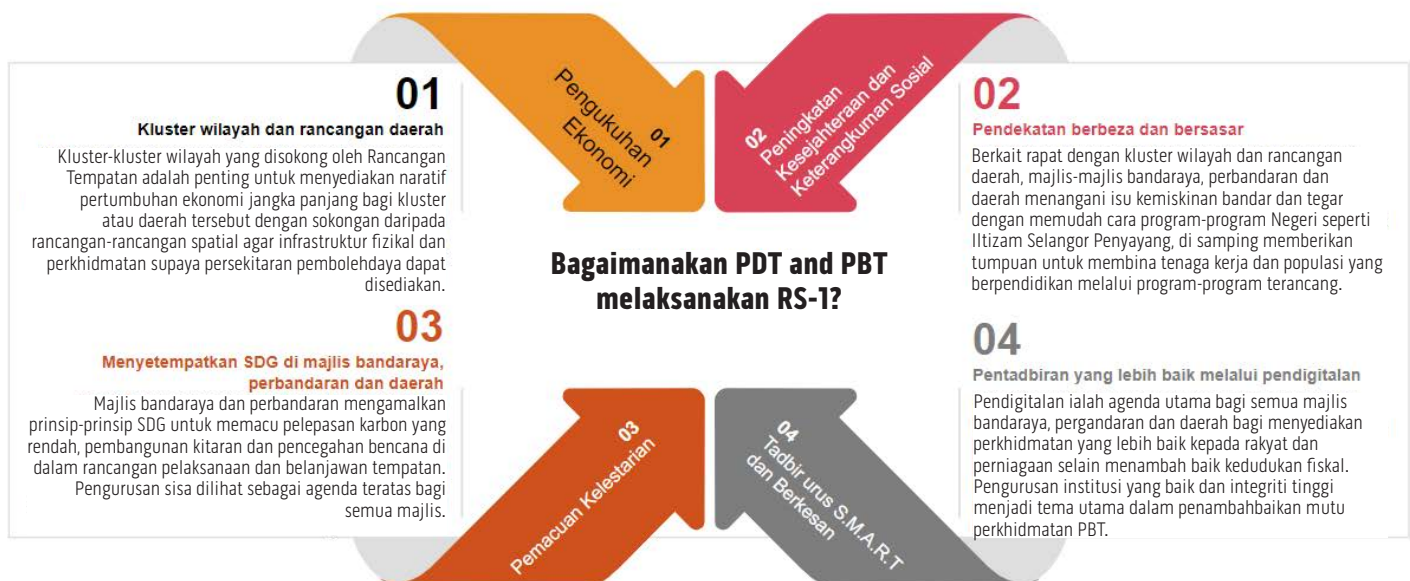 01
Kluster wilayah dan rancangan daerah
Kluster-kluster wilayah yang disokong oleh Rancangan
Tempatan adalah penting untuk menyediakan naratif
pertumbuhan ekonomi jangka panjang bagi kluster
atau daerah tersebut dengan sokongan daripada
rancangan-rancangan spatial agar infrastruktur fizikal dan
perkhidmatan supaya persekitaran pembolehdaya dapat
disediakan.
01
Pengukuhan
Ekonomi
02
Peningkatan
Kesejahteraan dan
Keterangkuman Sosial
02
Pendekatan berbeza dan bersasar
Berkait rapat dengan kluster wilayah dan rancangan
daerah, majlis-majlis bandaraya, perbandaran dan
daerah menangani isu kemiskinan bandar dan tegar
dengan memudah cara program-program Negeri seperti
Iltizam Selangor Penyayang, di samping memberikan
tumpuan untuk membina tenaga kerja dan populasi yang
berpendidikan melalui program-program terancang.
Bagaimanakan PDT and PBT
melaksanakan RS-1?
03
Menyetempatkan SDG di majlis bandaraya,
perbandaran dan daerah
Majlis bandaraya dan perbandaran mengamalkan
prinsip-prinsip SDG untuk memacu pelepasan karbon yang
rendah, pembangunan kitaran dan pencegahan bencana di
dalam rancangan pelaksanaan dan belanjawan tempatan.
Pengurusan sisa dilihat sebagai agenda teratas bagi
semua majlis.
03
Pemacuan Kelestarian
04
Tadbir urus S.M.A.R.T
dan Berkesan
04
Pentadbiran yang lebih baik melalui pendigitalan
Pendigitalan ialah agenda utama bagi semua majlis
bandaraya, pergandaran dan daerah bagi menyediakan
perkhidmatan yang lebih baik kepada rakyat dan
perniagaan selain menambah baik kedudukan fiskal.
Pengurusan institusi yang baik dan integriti tinggi
menjadi tema utama dalam penambahbaikan mutu
perkhidmatan PBT.